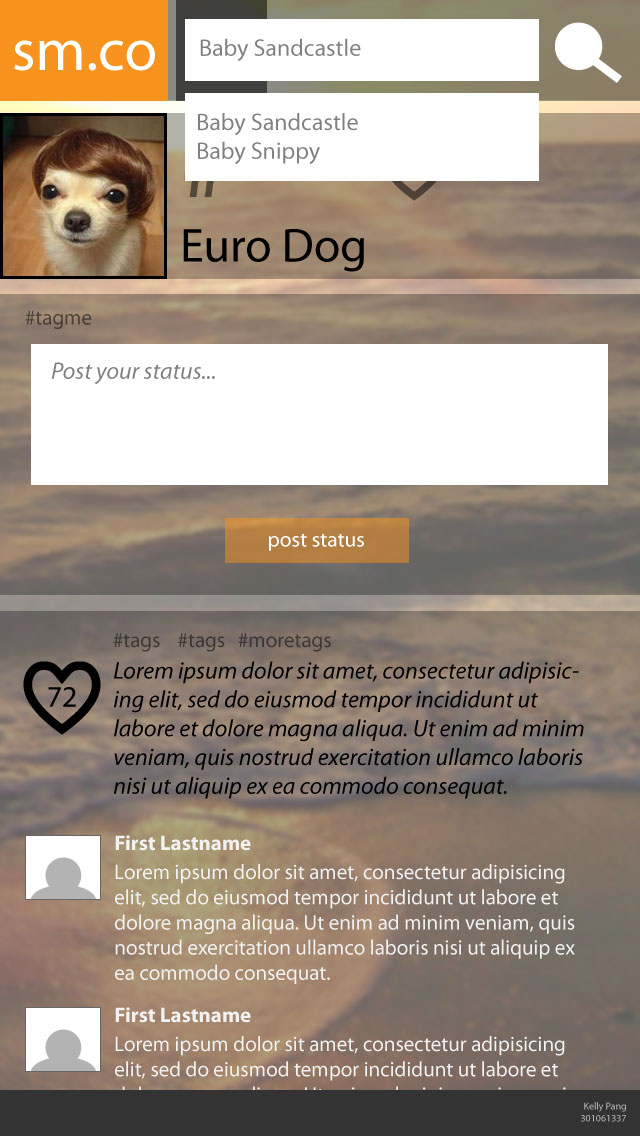 sm.co
Baby Sandcastle
Baby Sandcastle
Baby Snippy
Euro Dog
#tagme
Post your status...
post status
#tags #tags #moretags
72
Lorem ipsum dolor sit amet, consectetur adipisic-
ing elit, sed do eiusmod tempor incididunt ut
labore et dolore magna aliqua. Ut enim ad minim
veniam, quis nostrud exercitation ullamco laboris
nisi ut aliquip ex ea commodo consequat.
First Lastname
Lorem ipsum dolor sit amet, consectetur adipisicing
elit, sed do eiusmod tempor incididunt ut labore et
dolore magna aliqua. Ut enim ad minim veniam, quis
nostrud exercitation ullamco laboris nisi ut aliquip ex
ea commodo consequat.
First Lastname
Lorem ipsum dolor sit amet, consectetur adipisicing
elit, sed do eiusmod tempor incididunt ut labore et
Kelly Pang
301061337